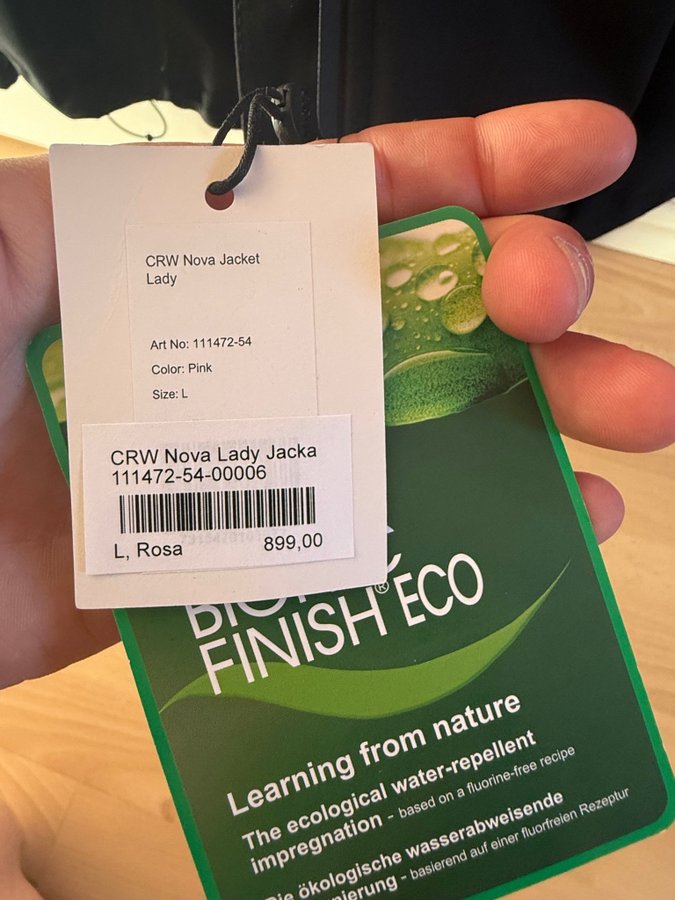 CRW Nova Jacket
Lady
Art No: 111472-54
Color: Pink
Size: L
CRW Nova Lady Jacka
111472-54-00006
L, Rosa 899,00
FINISH® ECO
Learning from nature
The ecological water-repellent
impregnation - based on a fluorine-free recipe
Die ökologische wasserabweisende
basierend auf einer fluorfreien Rezeptur